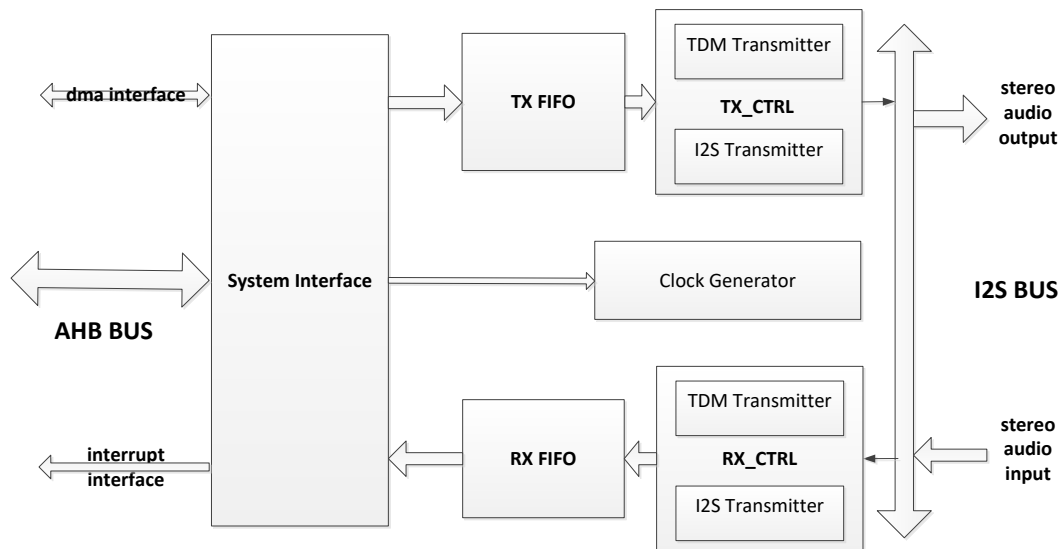 TDM Transmitter
dma interface
TX FIFO
TX_CTRL
stereo
audio
output
I2S Transmitter
System Interface
Clock Generator
AHB BUS
I2S BUS
TDM Transmitter
interrupt
interface
RX FIFO
RX_CTRL
stereo
audio
input
I2S Transmitter